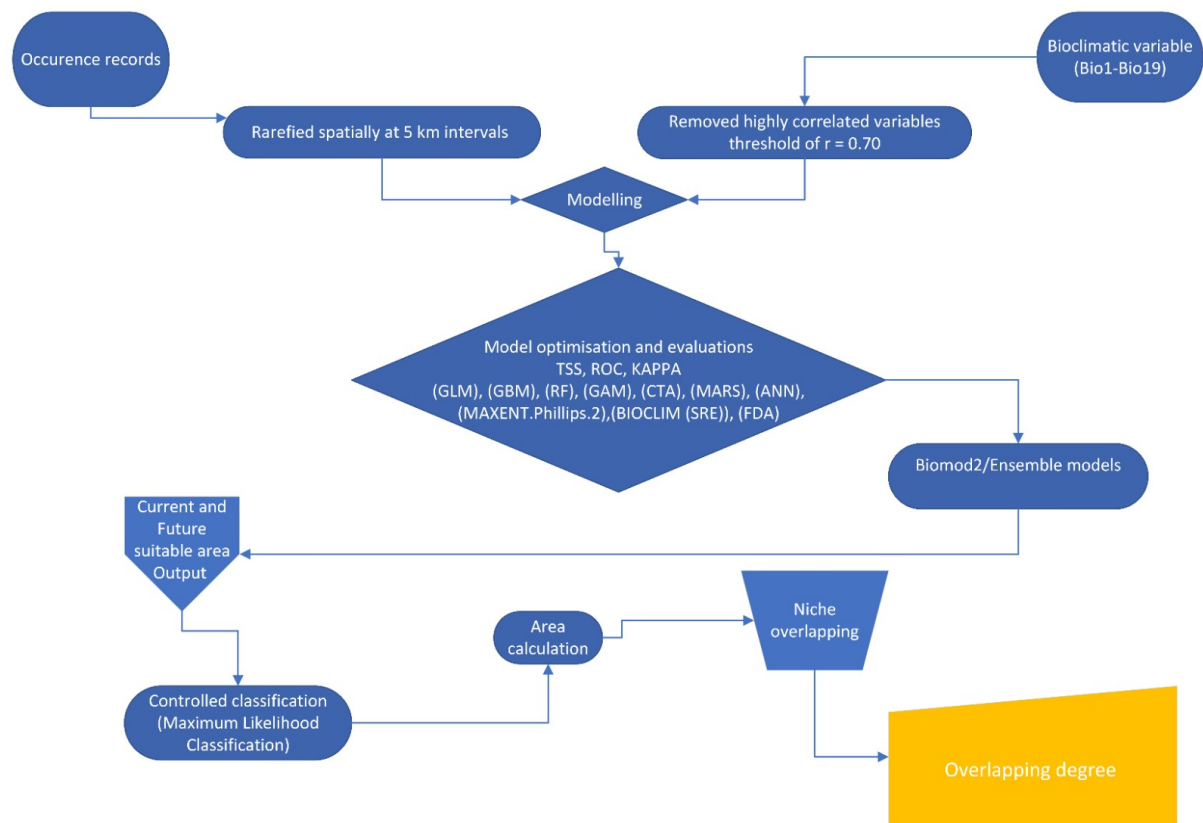 Occurence records
Bioclimatic variable
(Bio1-Bio19)
Rarefied spatially at 5 km intervals
Removed highly correlated variables
threshold of r = 0.70
Modelling
Model optimisation and evaluations
TSS, ROC, KAPPA
(GLM), (GBM), (RF), (GAM), (CTA), (MARS), (ANN),
(MAXENT.Phillips.2),(BIOCLIM (SRE)), (FDA)
Biomod2/Ensemble models
Current and
Future
suitable area
Output
Controlled classification
(Maximum Likelihood
Classification)
Area
calculation
Niche
overlapping
Overlapping degree